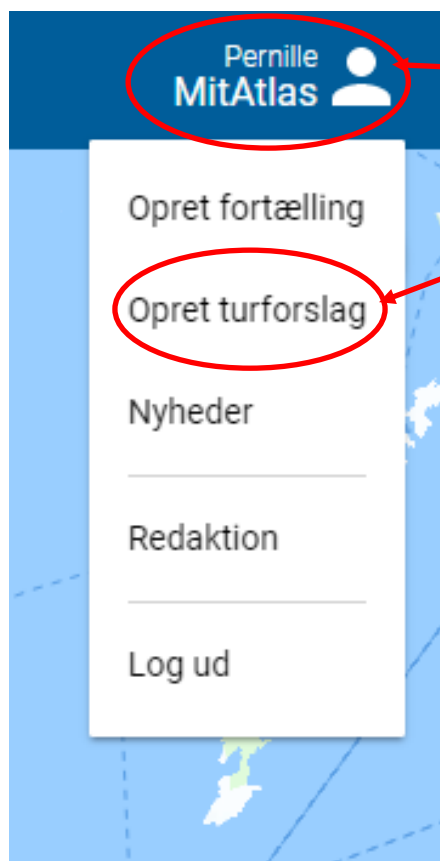 Pernille
MitAtlas
Opret fortælling
Opret turforslag
Nyheder
Redaktion
Log ud